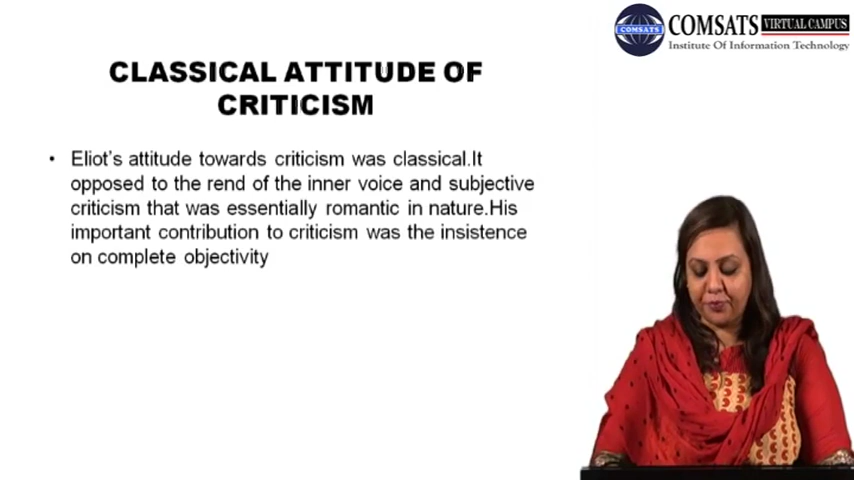 COMSATS VIRTUAL CAMPUS
Institute Of Information Technology
COMSATS
CLASSICAL ATTITUDE OF
CRITICISM
• Eliot's attitude towards criticism was classical.It
opposed to the rend of the inner voice and subjective
criticism that was essentially romantic in nature.His
important contribution to criticism was the insistence
on complete objectivity